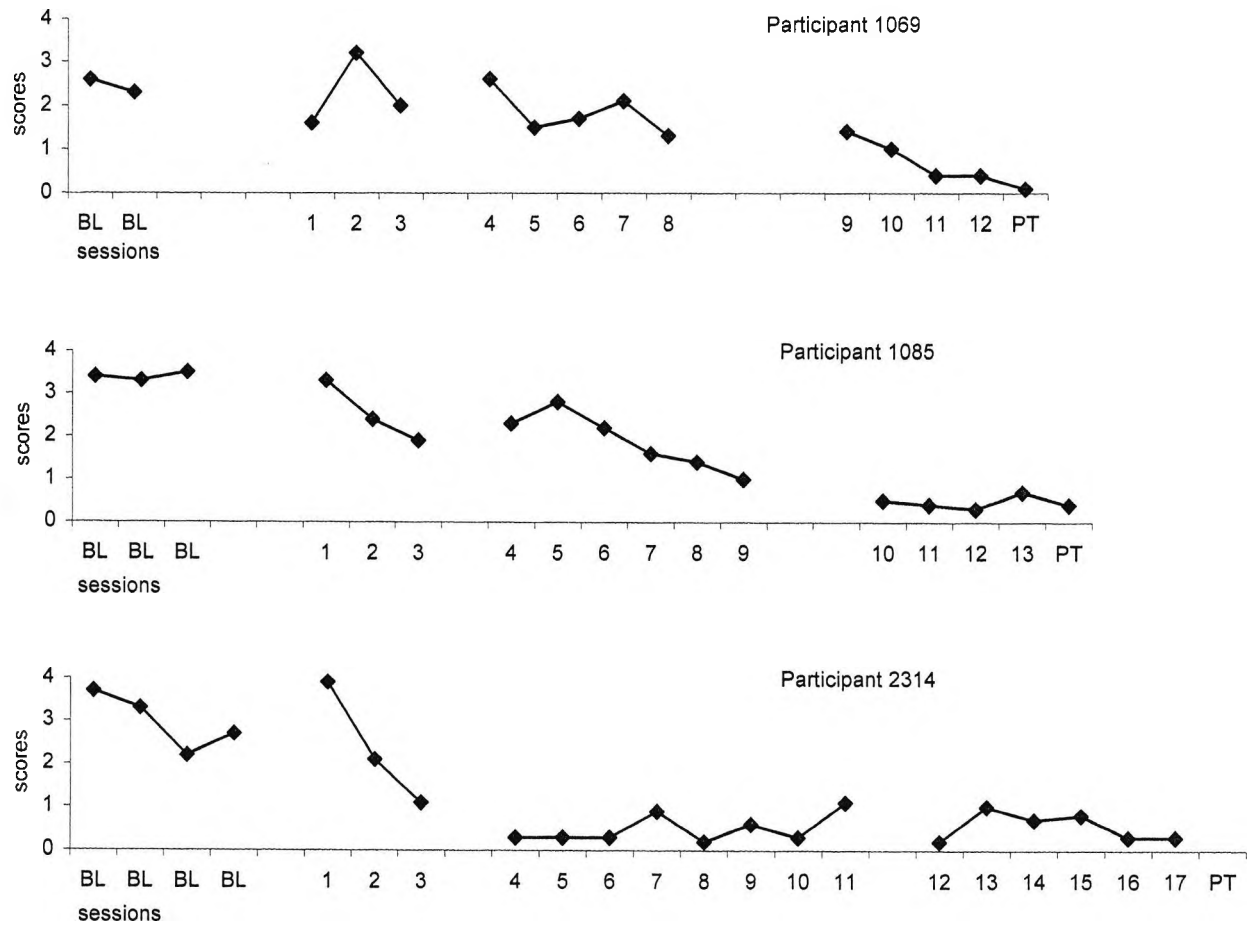 Participant 1069
4
3
2
1
0
scores
BL BL 1 2 3 4 5 6 7 8 9 10 11 12 PT
sessions
Participant 1085
4
3
2
1
0
scores
BL BL BL 1 2 3 4 5 6 7 8 9 10 11 12 13 PT
sessions
Participant 2314
4
3
2
1
0
scores
BL BL BL BL 1 2 3 4 5 6 7 8 9 10 11 12 13 14 15 16 17 PT
sessions